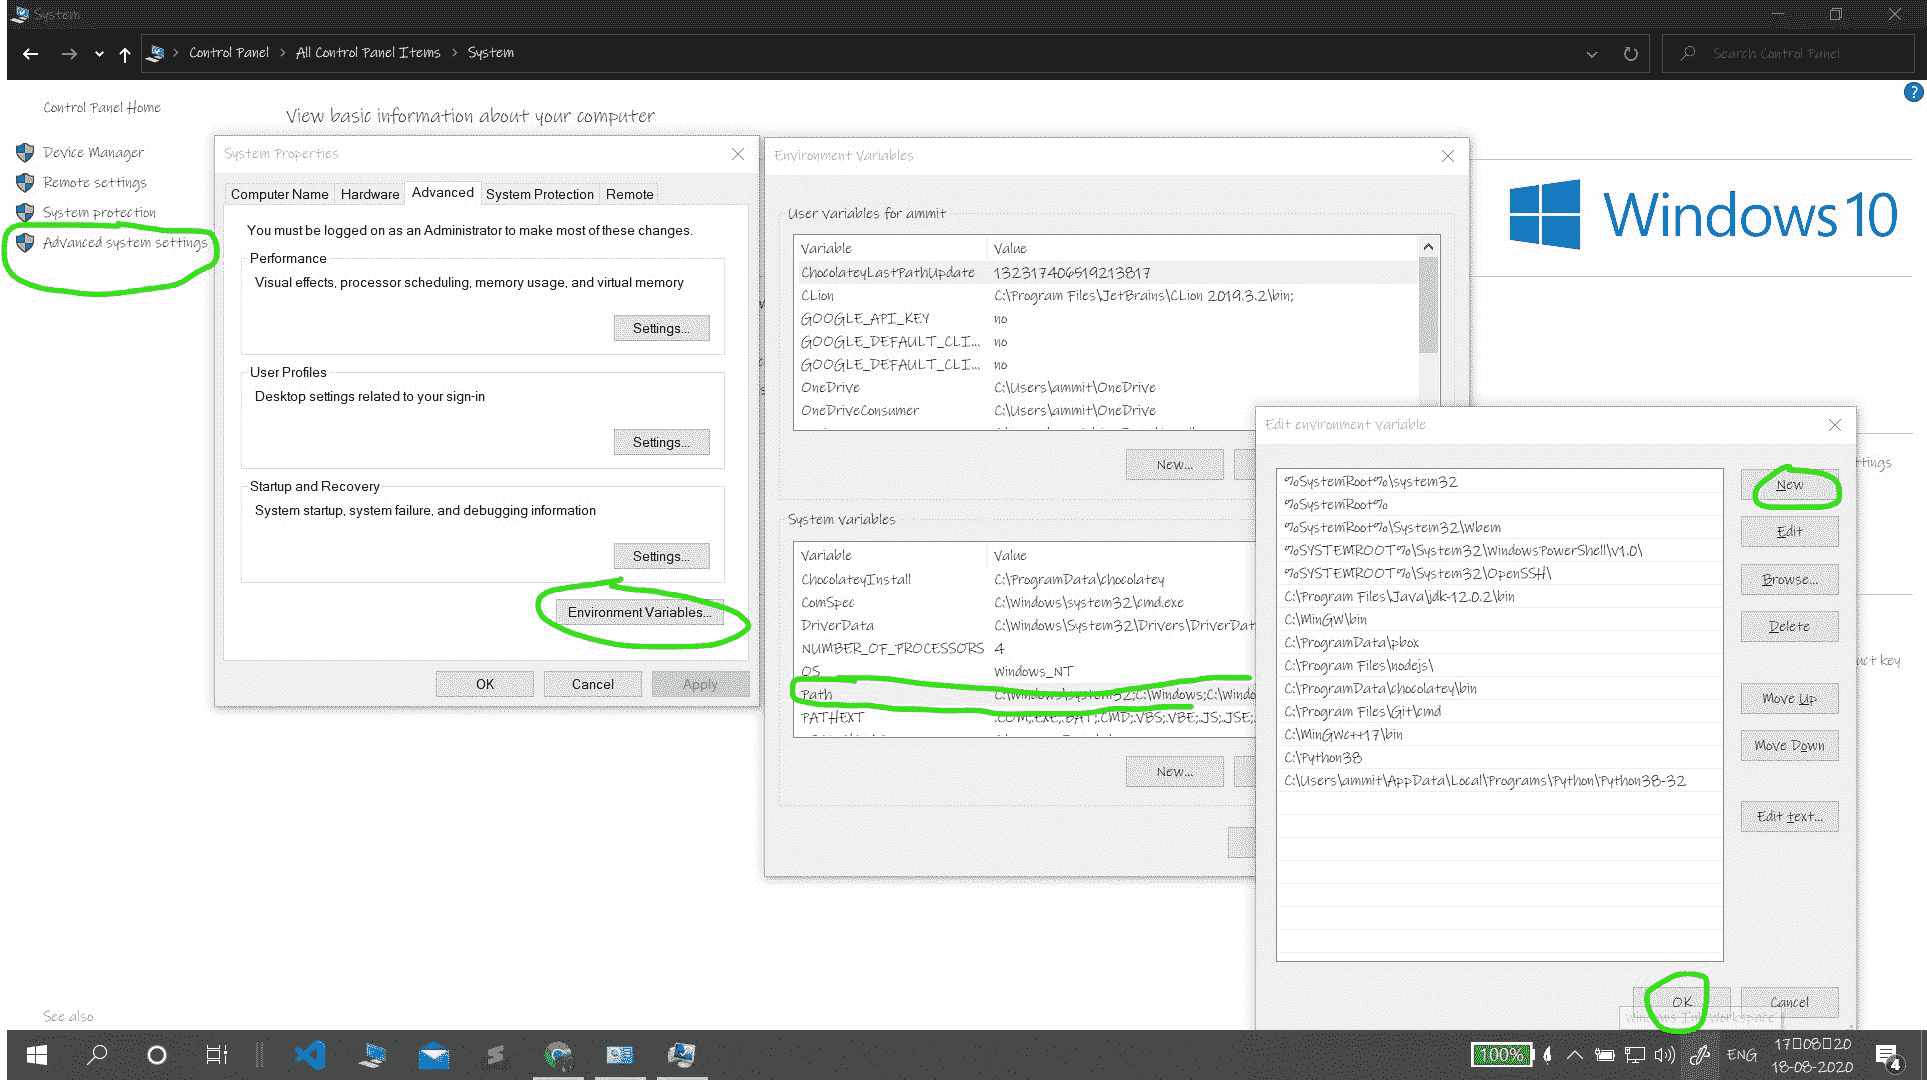 System
Control Panel > All Control Panel Items > System
Search Control Panel
Control Panel Home
View basic information about your computer
Device Manager
Remote settings
System protection
Advanced system settings
System Properties
Computer Name Hardware Advanced System Protection Remote
You must be logged on as an Administrator to make most of these changes.
Performance
Visual effects, processor scheduling, memory usage, and virtual memory
Settings...
User Profiles
Desktop settings related to your sign-in
Settings...
Startup and Recovery
System startup, system failure, and debugging information
Settings...
Environment Variables...
OK Cancel Apply
Environment Variables
User variables for ammit
Variable Value
ChocolateyLastPathUpdate 132317406519213817
CLion C:\Program Files\JetBrains\CLion 2019.3.2\bin;
GOOGLE_API_KEY no
GOOGLE_DEFAULT_CLI... no
GOOGLE_DEFAULT_CLI... no
OneDrive C:\Users\ammit\OneDrive
OneDriveConsumer C:\Users\ammit\OneDrive
New...
System variables
Variable Value
ChocolateyInstall C:\ProgramData\chocolatey
ComSpec C:\Windows\system32\cmd.exe
DriverData C:\Windows\System32\Drivers\DriverDat
NUMBER_OF_PROCESSORS 4
OS Windows_NT
Path C:\Windows\system32;C:\Windows;C:\Windo
PATHEXT .COM;.EXE;.BAT;.CMD;.VBS;.VBE;.JS;.JSE;
New...
Windows 10
?
Edit environment variable
%SystemRoot%\system32
%SystemRoot%
%SystemRoot%\System32\Wbem
%SYSTEMROOT%\System32\WindowsPowerShell\v1.0\
%SYSTEMROOT%\System32\OpenSSH\
C:\Program Files\Java\jdk-12.0.2\bin
C:\MinGW\bin
C:\ProgramData\pbox
C:\Program Files\nodejs\
C:\ProgramData\chocolatey\bin
C:\Program Files\Git\cmd
C:\MinGWc++17\bin
C:\Python38
C:\Users\ammit\AppData\Local\Programs\Python\Python38-32
New
Edit
Browse...
Delete
Move Up
Move Down
Edit text...
OK Cancel
Windows Ink Workspace
ttings
uct key
See also
100%
ENG
17□08□20
18-08-2020
4